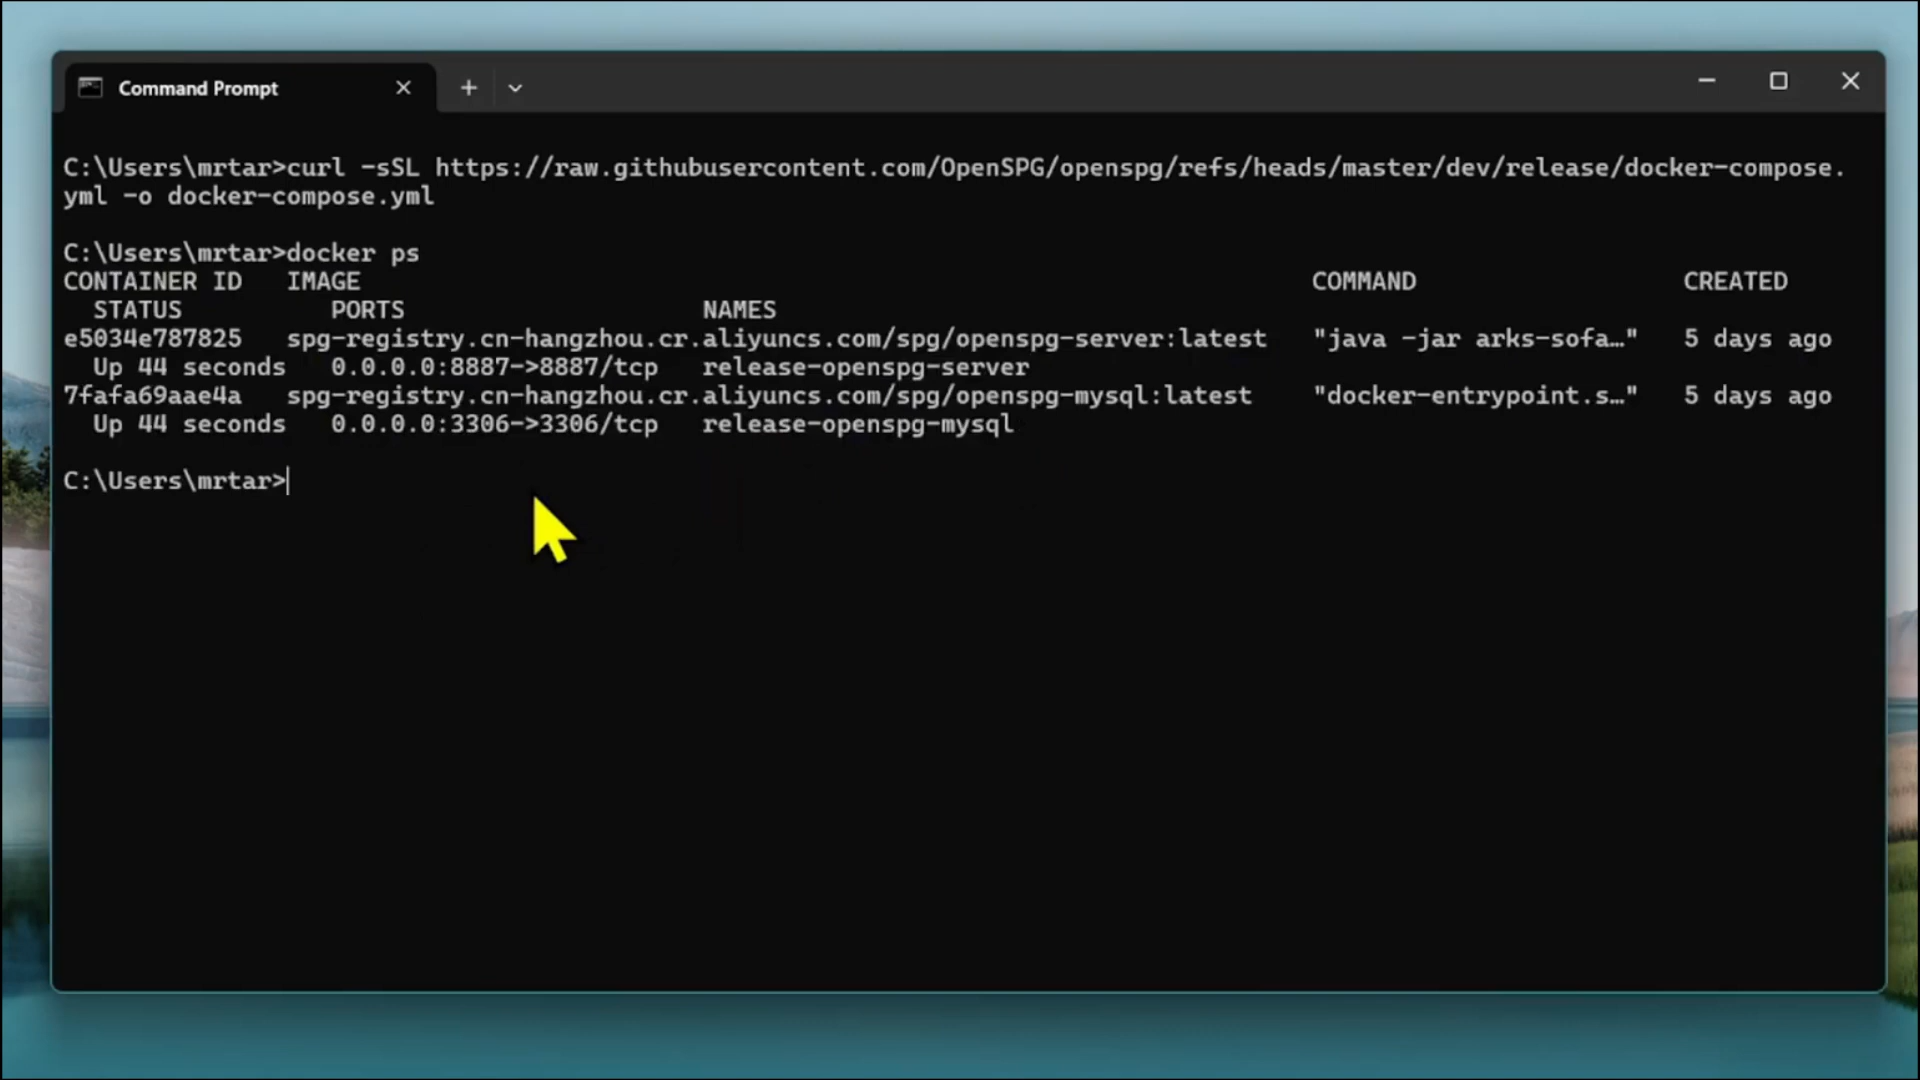 Command Prompt
C:\Users\mrtar>curl -sSL https://raw.githubusercontent.com/OpenSPG/openspg/refs/heads/master/dev/release/docker-compose.
yml -o docker-compose.yml
C:\Users\mrtar>docker ps
CONTAINER ID   IMAGE   COMMAND   CREATED
STATUS   PORTS   NAMES
e5034e787825   spg-registry.cn-hangzhou.cr.aliyuncs.com/spg/openspg-server:latest   "java -jar arks-sofa…"   5 days ago
Up 44 seconds   0.0.0.0:8887->8887/tcp   release-openspg-server
7fafa69aae4a   spg-registry.cn-hangzhou.cr.aliyuncs.com/spg/openspg-mysql:latest   "docker-entrypoint.s…"   5 days ago
Up 44 seconds   0.0.0.0:3306->3306/tcp   release-openspg-mysql
C:\Users\mrtar>